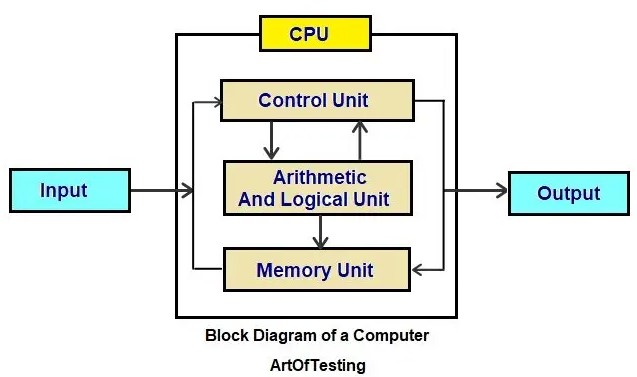 CPU
Control Unit
Arithmetic
And Logical Unit
Input
Output
Memory Unit
Block Diagram of a Computer
ArtOfTesting